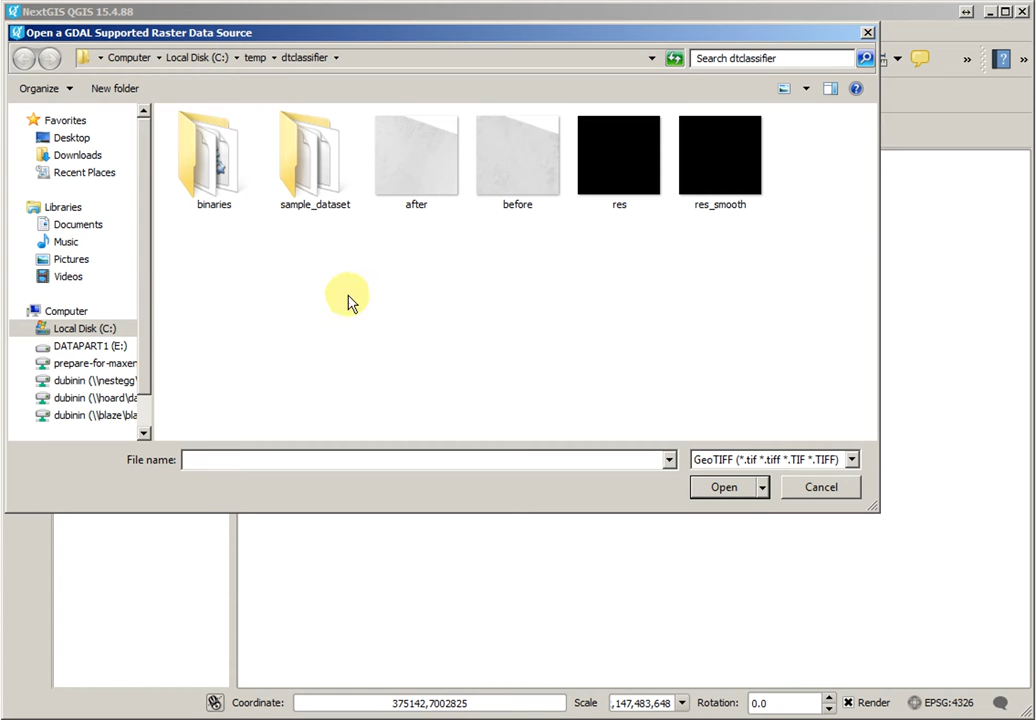 NextGIS QGIS 15.4.88
Open a GDAL Supported Raster Data Source
Computer Local Disk (C:) temp dtclassifier
Search dtclassifier
Organize New folder
Favorites
Desktop
Downloads
Recent Places
Libraries
Documents
Music
Pictures
Videos
Computer
Local Disk (C:)
DATAPART1 (E:)
prepare-for-maxen
dubinin (\\nestegg
dubinin (\\hoard\da
dubinin (\\blaze\bla
binaries sample_dataset after before res res_smooth
File name:
GeoTIFF (*.tif *.tiff *.TIF *.TIFF)
Open Cancel
Coordinate: 375142,7002825 Scale ,147,483,648 Rotation: 0.0 Render EPSG:4326